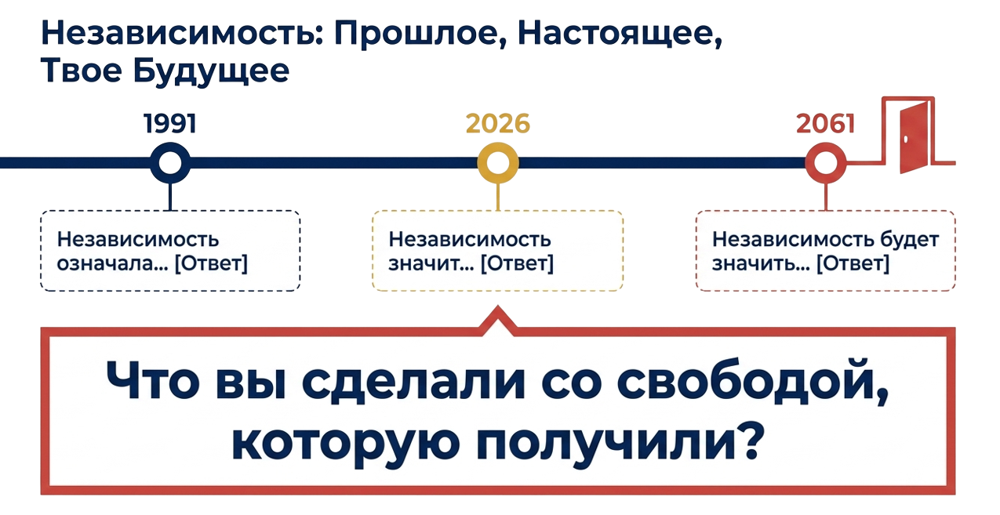 Независимость: Прошлое, Настоящее,
Твое Будущее
1991
2026
2061
Независимость
означала... [Ответ]
Независимость
значит... [Ответ]
Независимость будет
значить... [Ответ]
Что вы сделали со свободой,
которую получили?